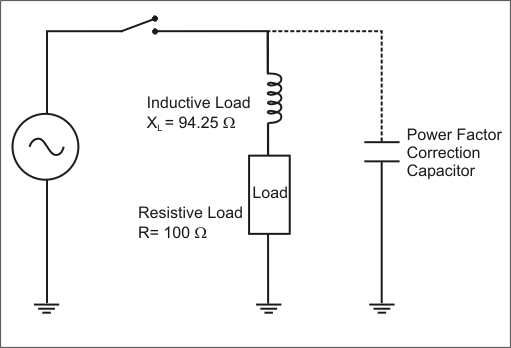 Inductive Load
X_L = 94.25 Ω
Power Factor
Correction
Capacitor
Load
Resistive Load
R= 100 Ω